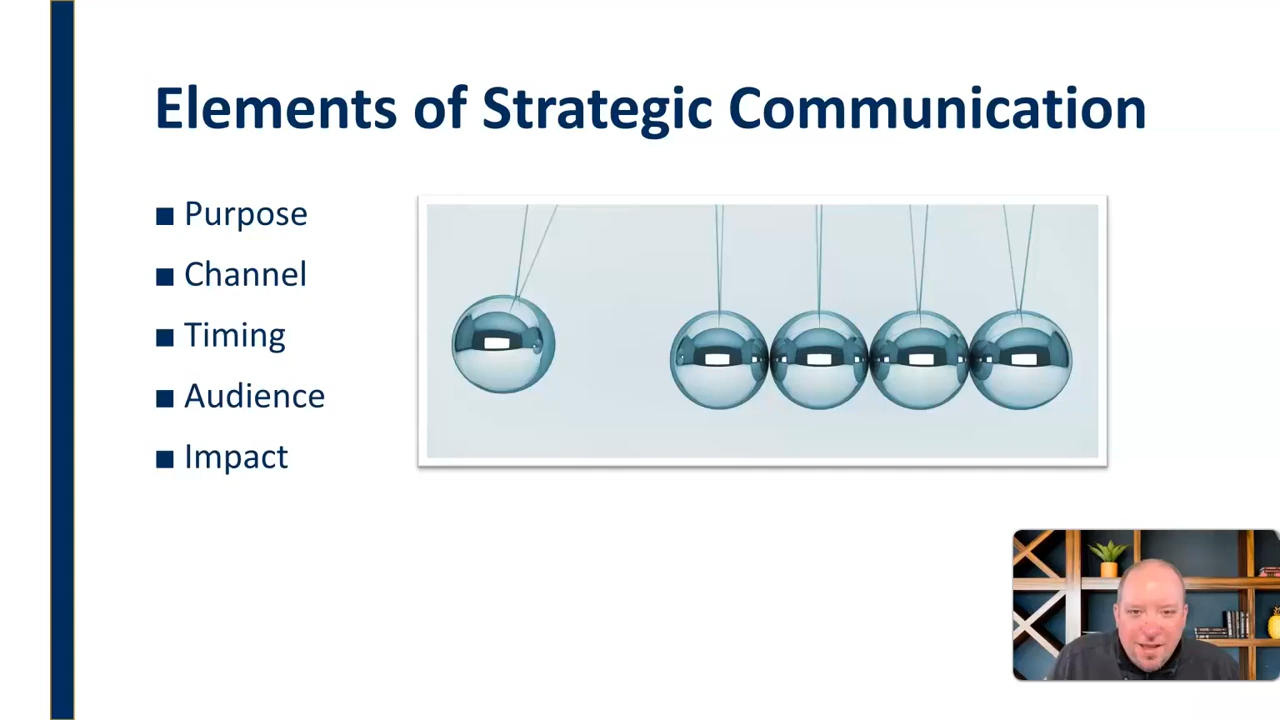 Elements of Strategic Communication
Purpose
Channel
Timing
Audience
Impact